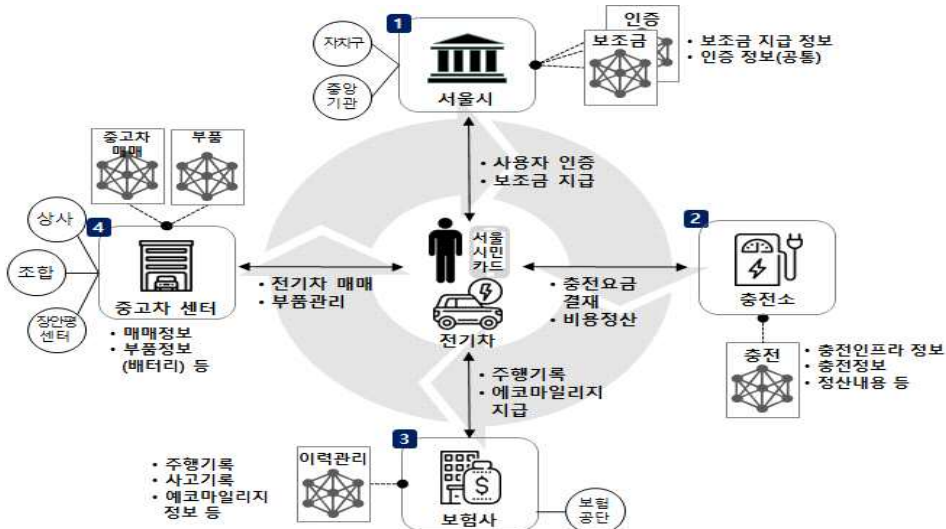 1
자치구
중앙
기관
서울시
인증
보조금
• 보조금 지급 정보
• 인증 정보(공통)
• 사용자 인증
• 보조금 지급
중고차
매매
부품
상사
조합
장안평
센터
4
중고차 센터
• 매매정보
• 부품정보
(배터리) 등
• 전기차 매매
• 부품관리
서울
시민
카드
전기차
• 충전요금
결재
• 비용정산
2
충전소
충전
• 충전인프라 정보
• 충전정보
• 정산내용 등
• 주행기록
• 에코마일리지
지급
3
이력관리
• 주행기록
• 사고기록
• 에코마일리지
정보 등
$
보험사
보험
공단